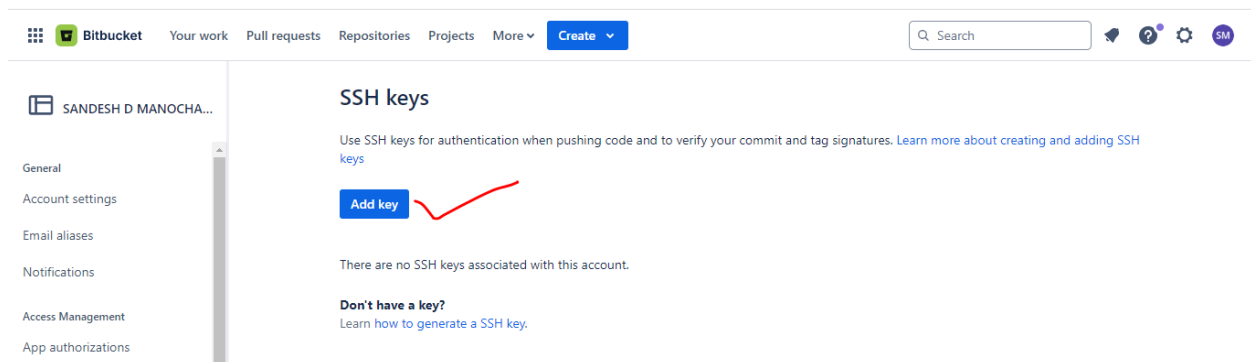 Bitbucket Your work Pull requests Repositories Projects More Create Search ? SM
SANDESH D MANOCHA...
General
Account settings
Email aliases
Notifications
Access Management
App authorizations
SSH keys
Use SSH keys for authentication when pushing code and to verify your commit and tag signatures. Learn more about creating and adding SSH
keys
Add key
There are no SSH keys associated with this account.
Don't have a key?
Learn how to generate a SSH key.